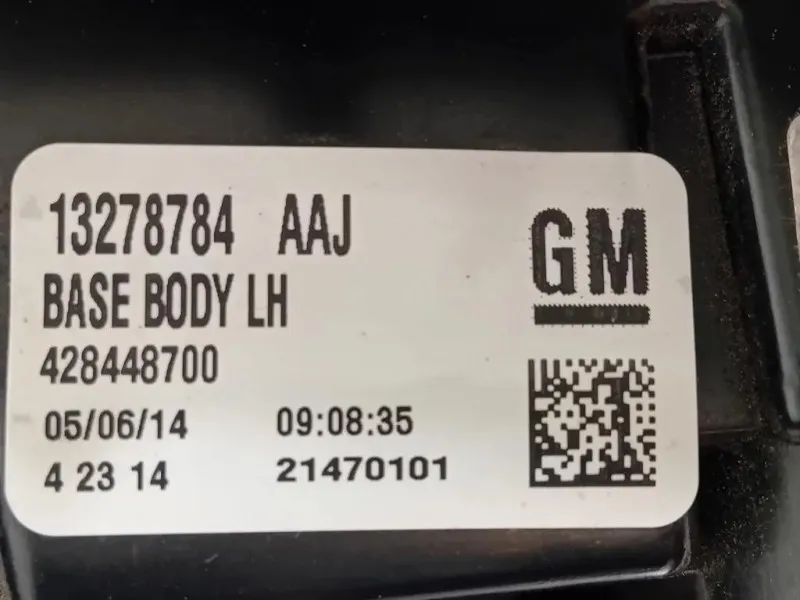 13278784 AAJ
GM
BASE BODY LH
428448700
05/06/14 09:08:35
4 23 14 21470101